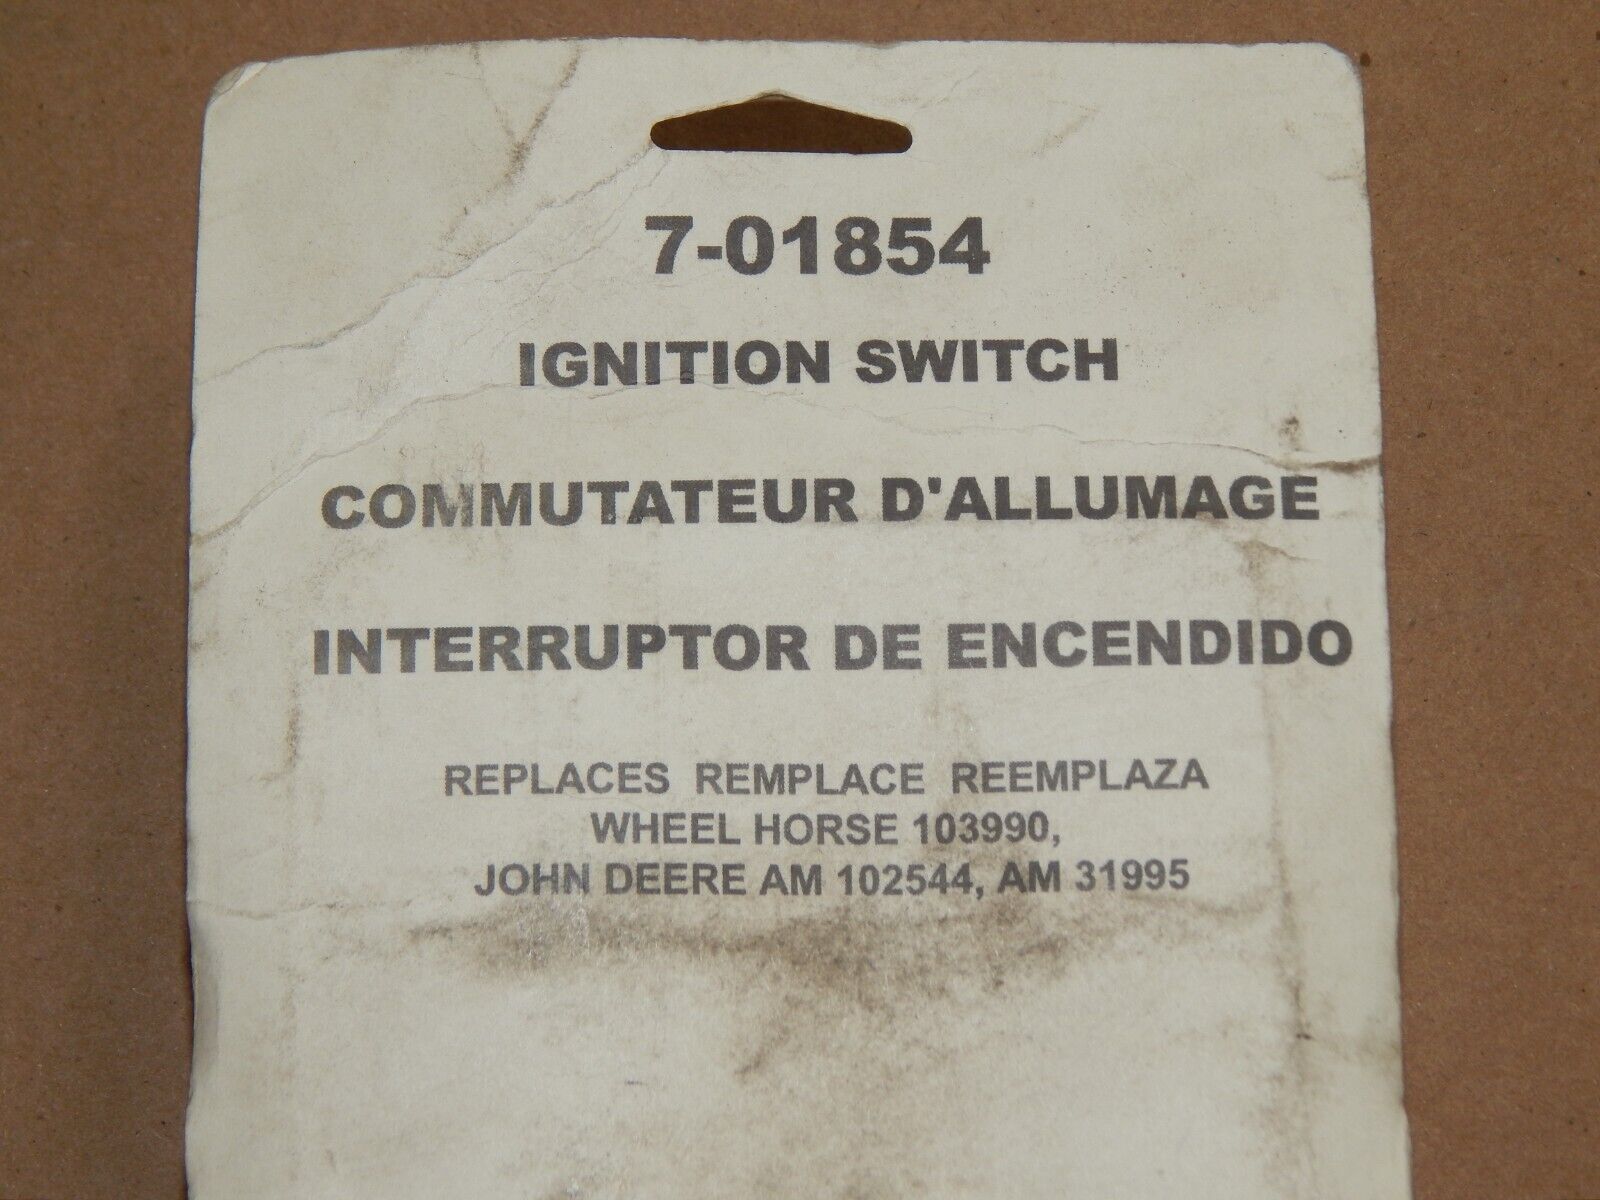 7-01854
IGNITION SWITCH
COMMUTATEUR D'ALLUMAGE
INTERRUPTOR DE ENCENDIDO
REPLACES REMPLACE REEMPLAZA
WHEEL HORSE 103990,
JOHN DEERE AM 102544, AM 31995